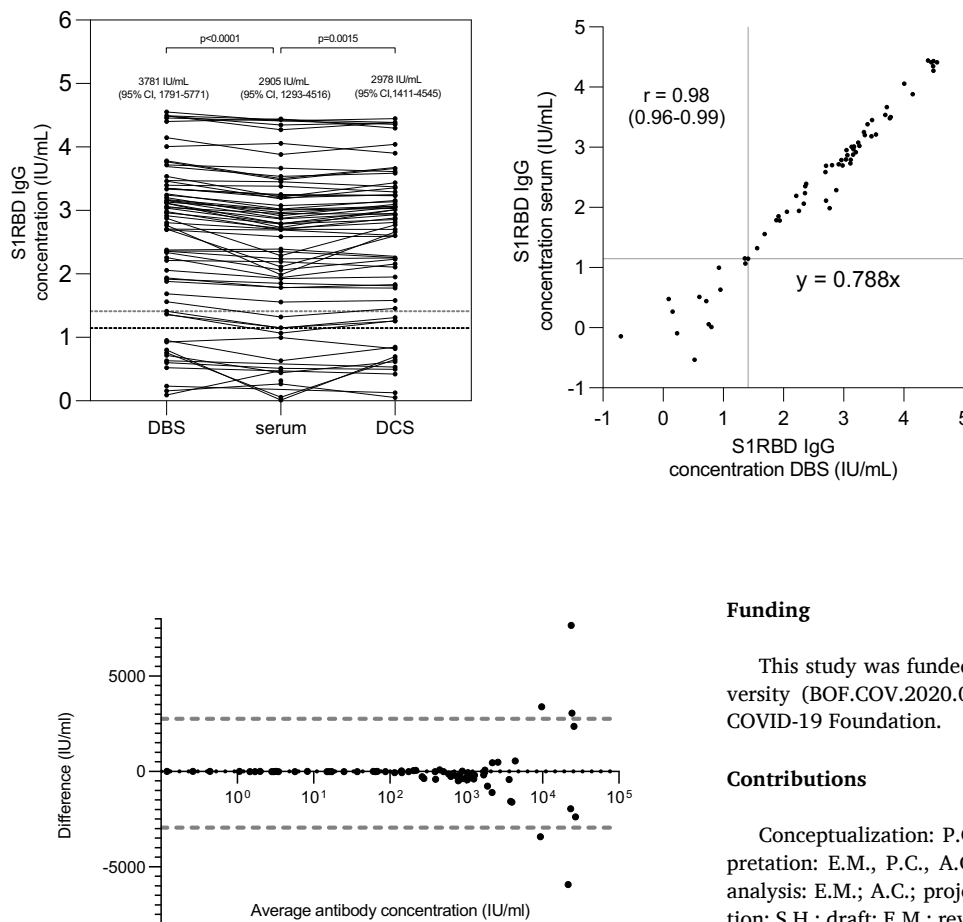 6
5
4
3
2
1
0
S1RBD IgG
concentration (IU/mL)
p<0.0001
p=0.0015
3781 IU/mL
(95% CI, 1791-5771)
2905 IU/mL
(95% CI, 1293-4516)
2978 IU/mL
(95% CI,1411-4545)
DBS
serum
DCS
5
4
3
2
1
0
-1
S1RBD IgG
concentration serum (IU/mL)
r = 0.98
(0.96-0.99)
y = 0.788x
-1
0
1
2
3
4
5
S1RBD IgG
concentration DBS (IU/mL)
5000
0
-5000
Difference (IU/ml)
10⁰
10¹
10²
10³
10⁴
10⁵
Average antibody concentration (IU/ml)
Funding
This study was funded
versity (BOF.COV.2020.0
COVID-19 Foundation.
Contributions
Conceptualization: P.C
pretation: E.M., P.C., A.C
analysis: E.M.; A.C.; proje
tion: S.H.; draft: E.M.; rev